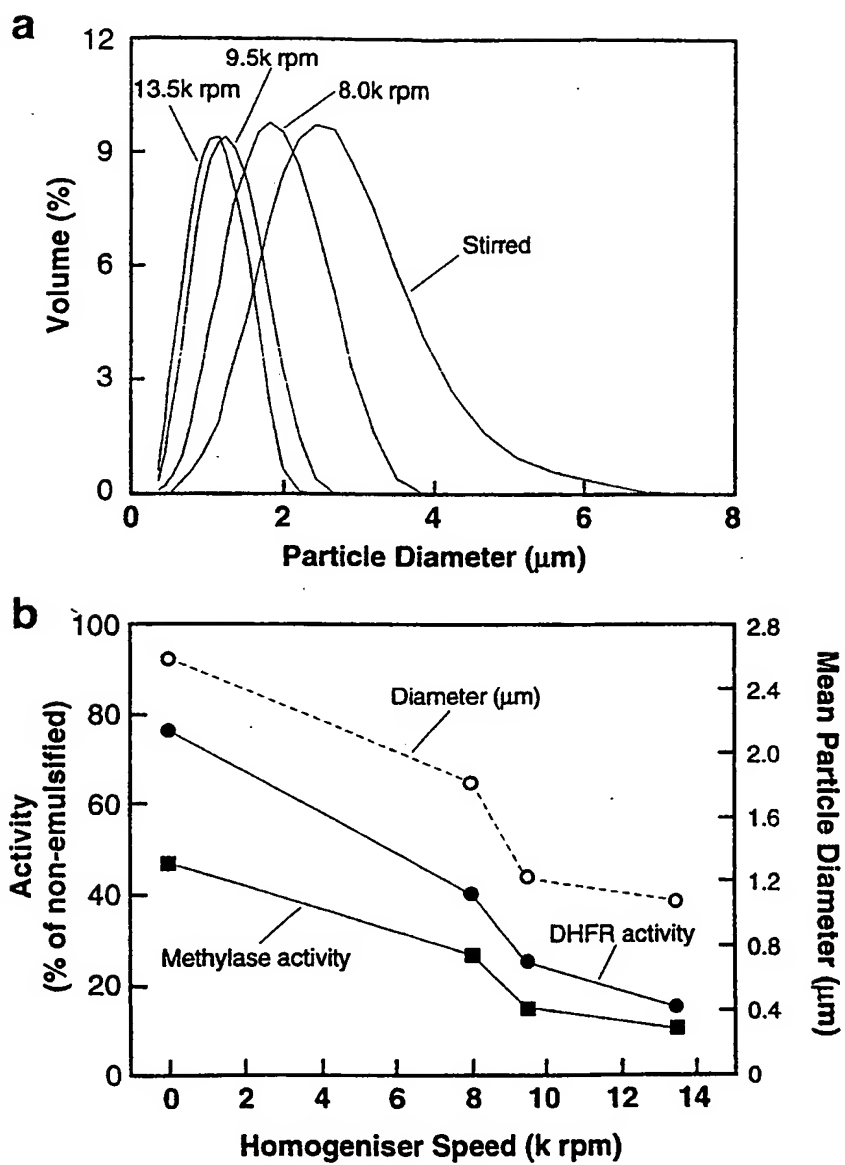 a
12
9
6
3
0
Volume (%)
13.5k rpm
9.5k rpm
8.0k rpm
Stirred
0 2 4 6 8
Particle Diameter (μm)
b
100
80
60
40
20
0
Activity
(% of non-emulsified)
Diameter (μm)
Methylase activity
DHFR activity
2.8
2.4
2.0
1.6
1.2
0.8
0.4
0
Mean Particle Diameter (μm)
0 2 4 6 8 10 12 14
Homogeniser Speed (k rpm)